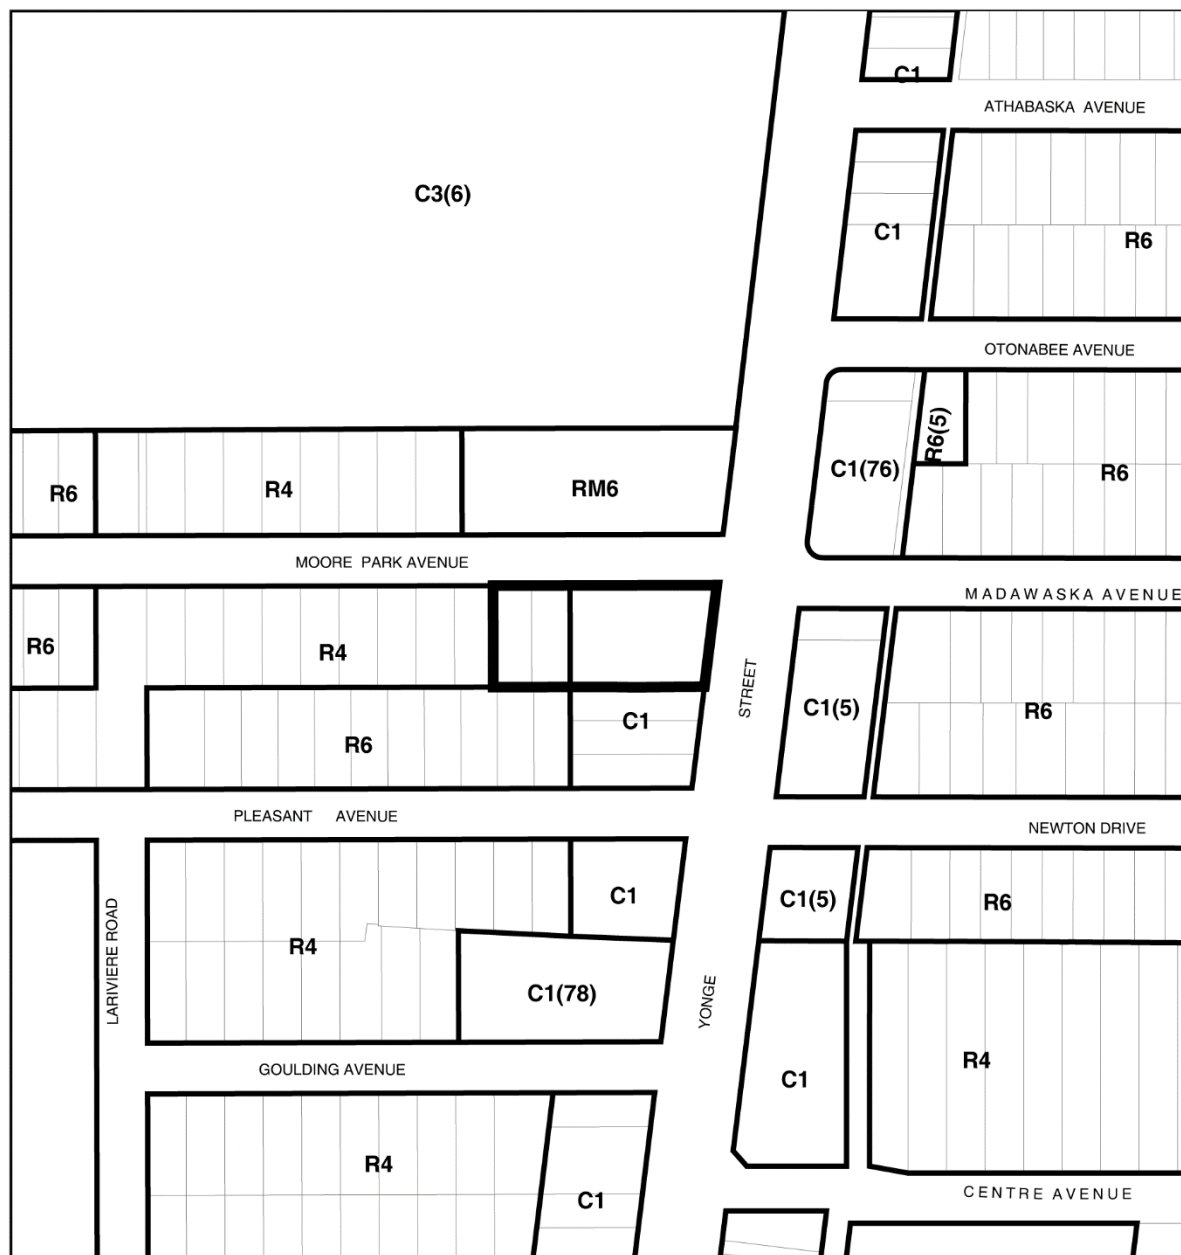 C1
ATHABASKA AVENUE
C3(6)
C1
R6
OTONABEE AVENUE
R6(5)
C1(76)
R6
R6
R4
RM6
MOORE PARK AVENUE
MADAWASKA AVENUE
R6
R4
STREET
C1(5)
R6
C1
R6
PLEASANT AVENUE
NEWTON DRIVE
C1
C1(5)
R6
LARIVIERE ROAD
R4
C1(78)
YONGE
GOULDING AVENUE
C1
R4
R4
C1
CENTRE AVENUE